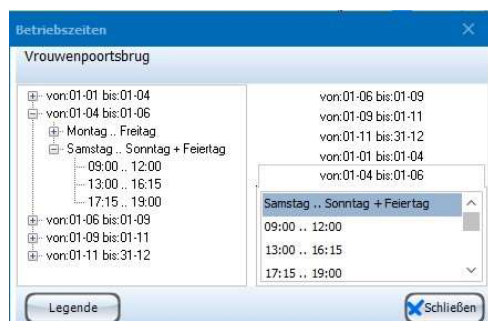 Betriebszeiten
Vrouwenpoortsbrug
von:01-01 bis:01-04
von:01-04 bis:01-06
Montag .. Freitag
Samstag .. Sonntag + Feiertag
09:00 .. 12:00
13:00 .. 16:15
17:15 .. 19:00
von:01-06 bis:01-09
von:01-09 bis:01-11
von:01-11 bis:31-12
von:01-06 bis:01-09
von:01-09 bis:01-11
von:01-11 bis:31-12
von:01-01 bis:01-04
von:01-04 bis:01-06
Samstag .. Sonntag + Feiertag
09:00 .. 12:00
13:00 .. 16:15
17:15 .. 19:00
Legende
Schließen